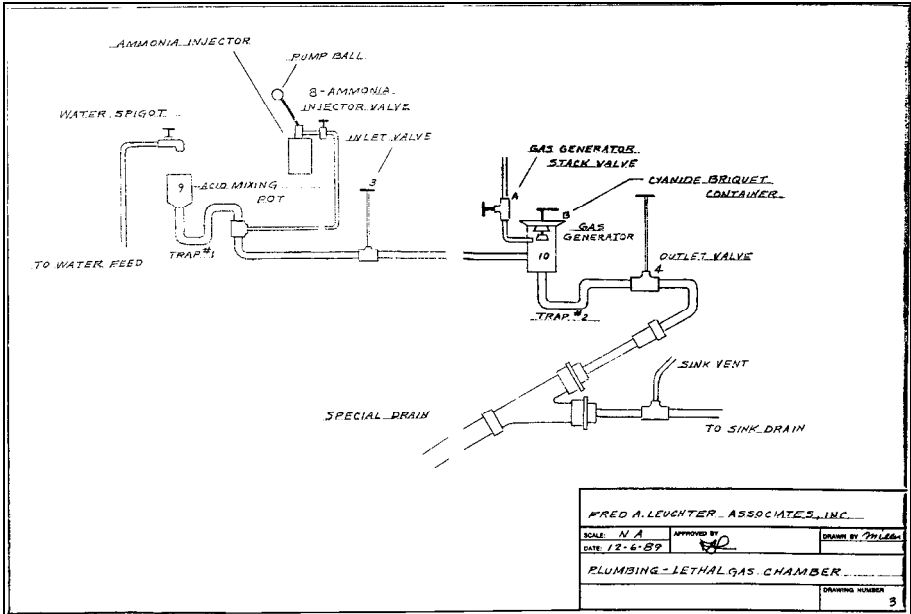 AMMONIA INJECTOR
PUMP BALL
8-AMMONIA
INJECTOR VALVE
WATER SPIGOT
INLET VALVE
3
GAS GENERATOR
STACK VALVE
A
CYANIDE BRIQUET
CONTAINER
B
9
ACID MIXING
POT
GAS
GENERATOR
10
TO WATER FEED
TRAP #1
OUTLET VALVE
4
TRAP #2
SINK VENT
SPECIAL DRAIN
TO SINK DRAIN
FRED A. LEUCHTER ASSOCIATES, INC.
SCALE: N A
APPROVED BY
DRAWN BY Miller
DATE: 12-6-89
PLUMBING - LETHAL GAS CHAMBER
DRAWING NUMBER
3